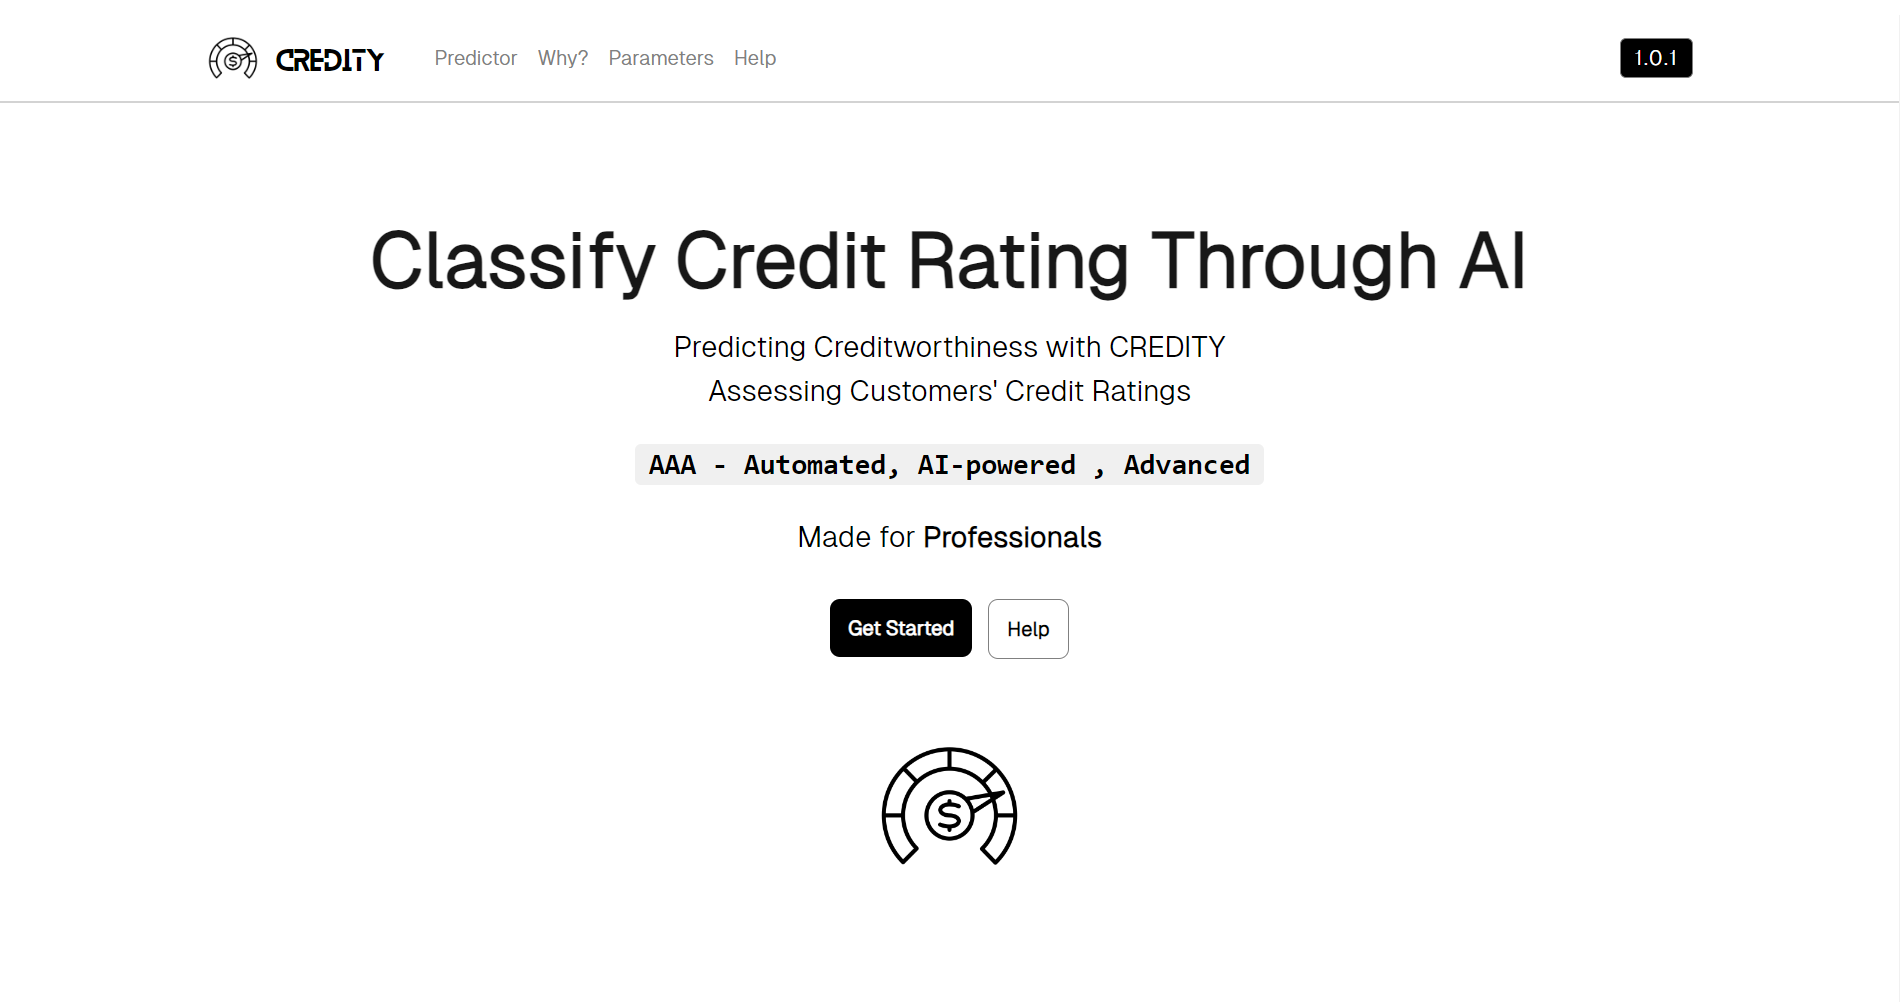 CREDITY
Predictor Why? Parameters Help
1.0.1
Classify Credit Rating Through AI
Predicting Creditworthiness with CREDITY
Assessing Customers' Credit Ratings
AAA - Automated, AI-powered , Advanced
Made for Professionals
Get Started
Help
$